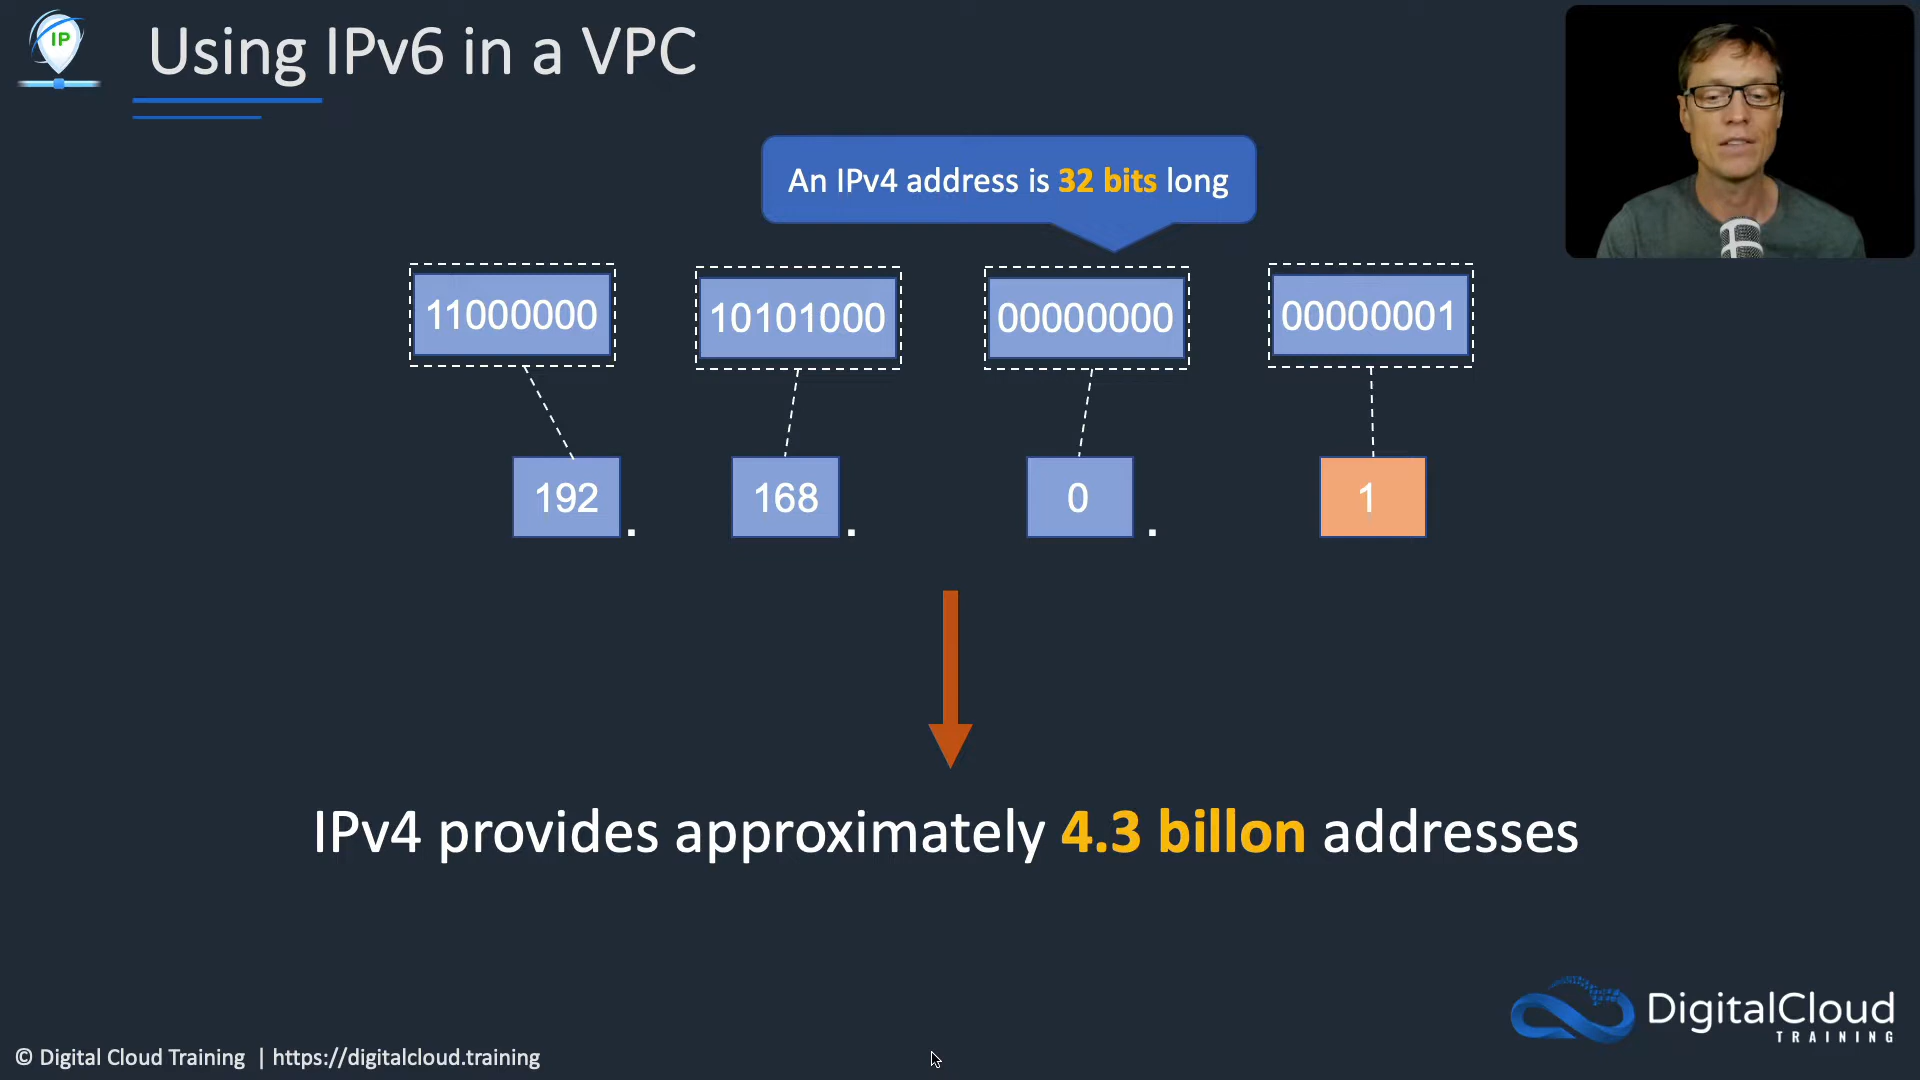 IP
Using IPv6 in a VPC
An IPv4 address is 32 bits long
11000000 10101000 00000000 00000001
192 . 168 . 0 . 1
IPv4 provides approximately 4.3 billon addresses
DigitalCloud
TRAINING
© Digital Cloud Training | https://digitalcloud.training